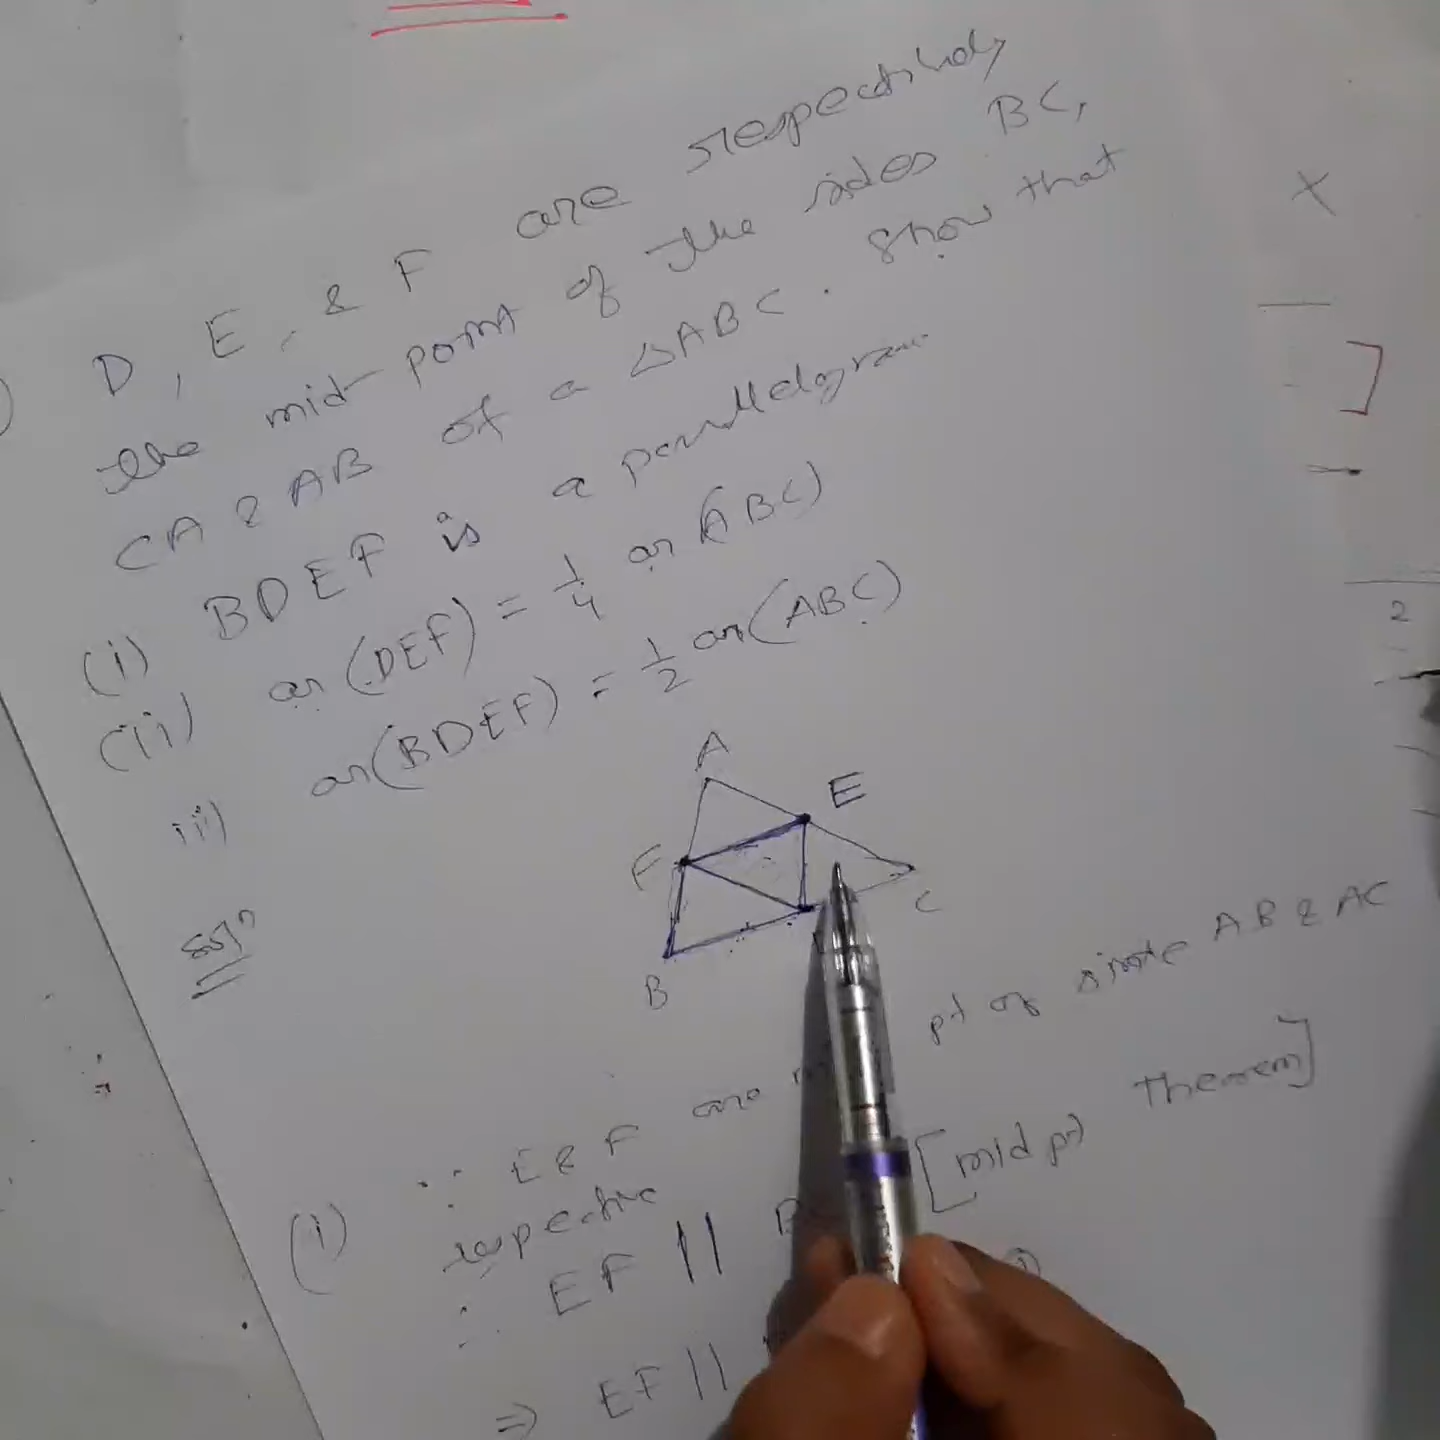 D, E, & F are respectively
the mid point of the sides BC,
CA & AB of a △ABC. Show that
(i) BDEF is a parallelogram
(ii) ar(DEF) = 1/4 ar(ABC)
iii) ar(BDEF) = 1/2 ar(ABC)
A
E
F
C
B
Solⁿ
(i) ∵ E & F are pt of side AB & AC
respective
∴ EF || [mid pt Theorem]
⇒ EF ||
X
]
2